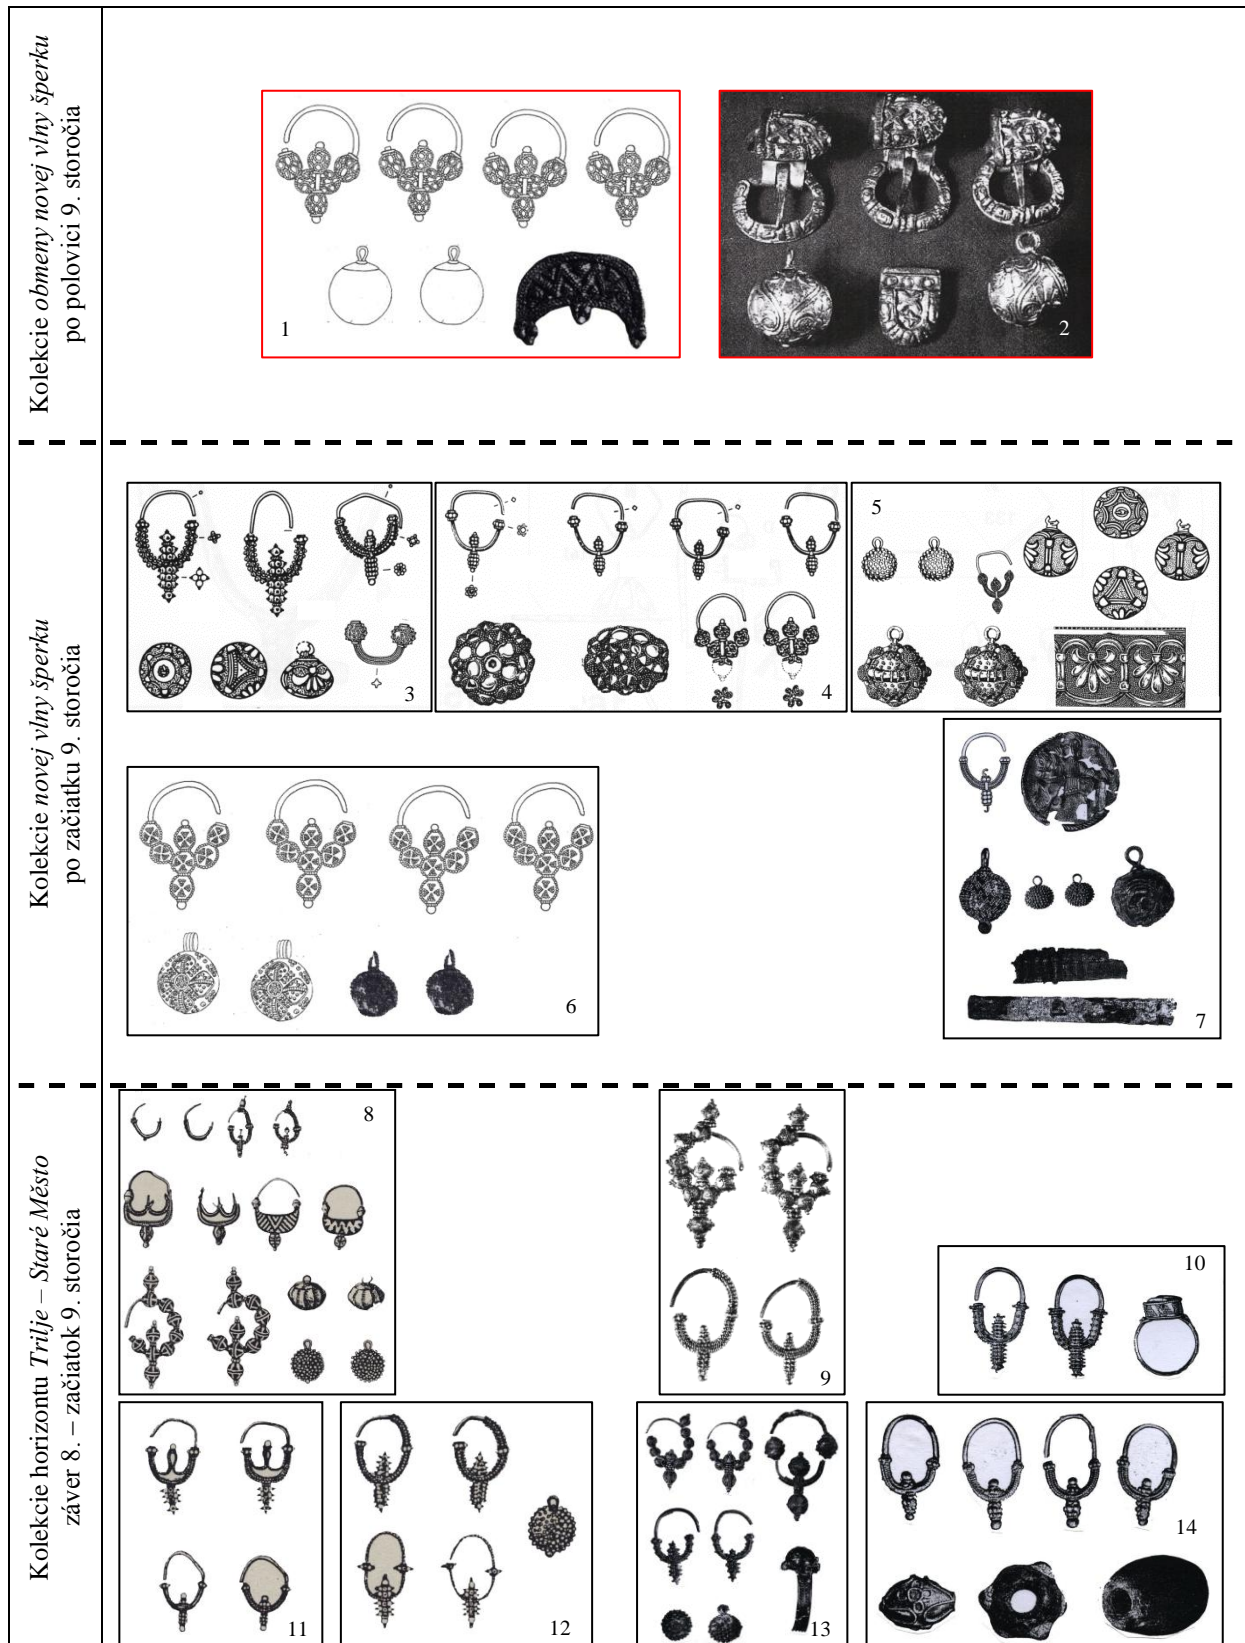 Kolekcie obmeny novej vlny šperku
po polovici 9. storočia
1
2
Kolekcie novej vlny šperku
po začiatku 9. storočia
3
4
5
6
7
Kolekcie horizontu Trilje – Staré Město
záver 8. – začiatok 9. storočia
8
9
10
11
12
13
14